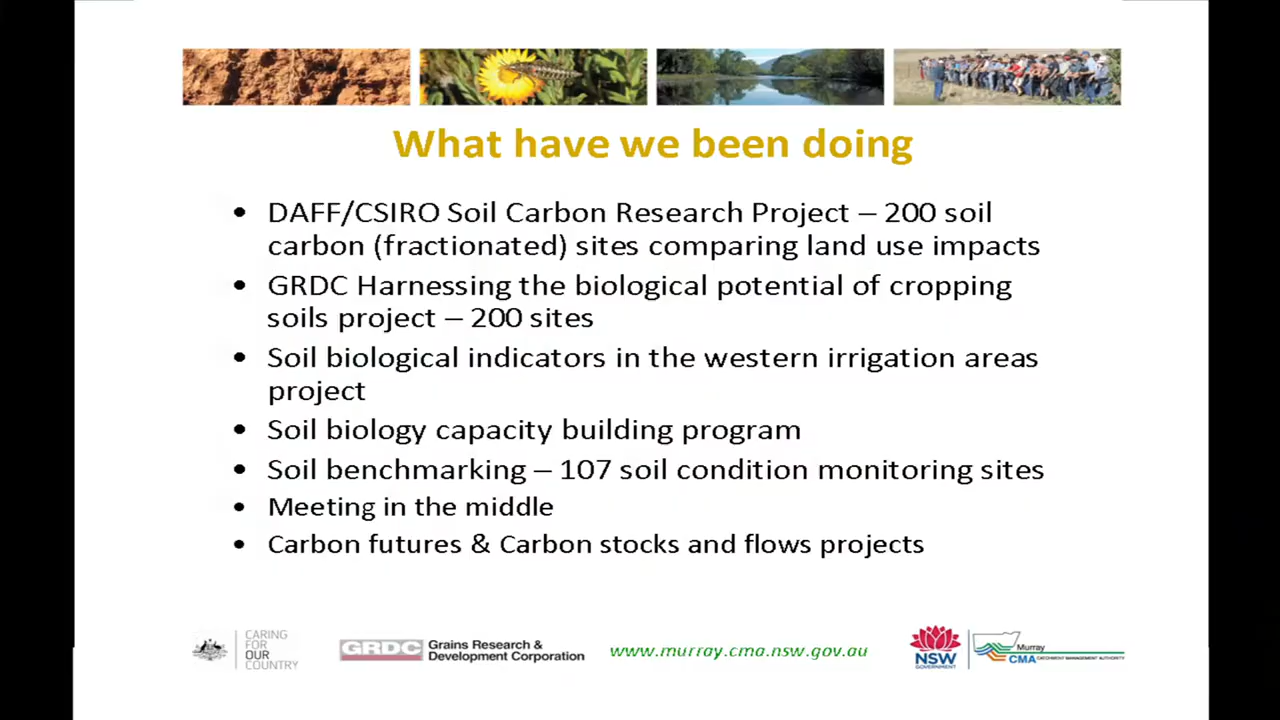 What have we been doing
• DAFF/CSIRO Soil Carbon Research Project – 200 soil
carbon (fractionated) sites comparing land use impacts
• GRDC Harnessing the biological potential of cropping
soils project – 200 sites
• Soil biological indicators in the western irrigation areas
project
• Soil biology capacity building program
• Soil benchmarking – 107 soil condition monitoring sites
• Meeting in the middle
• Carbon futures & Carbon stocks and flows projects
CARING
FOR
OUR
COUNTRY
GRDC
Grains Research &
Development Corporation
www.murray.cma.nsw.gov.au
NSW
GOVERNMENT
Murray
CMA CATCHMENT MANAGEMENT AUTHORITY